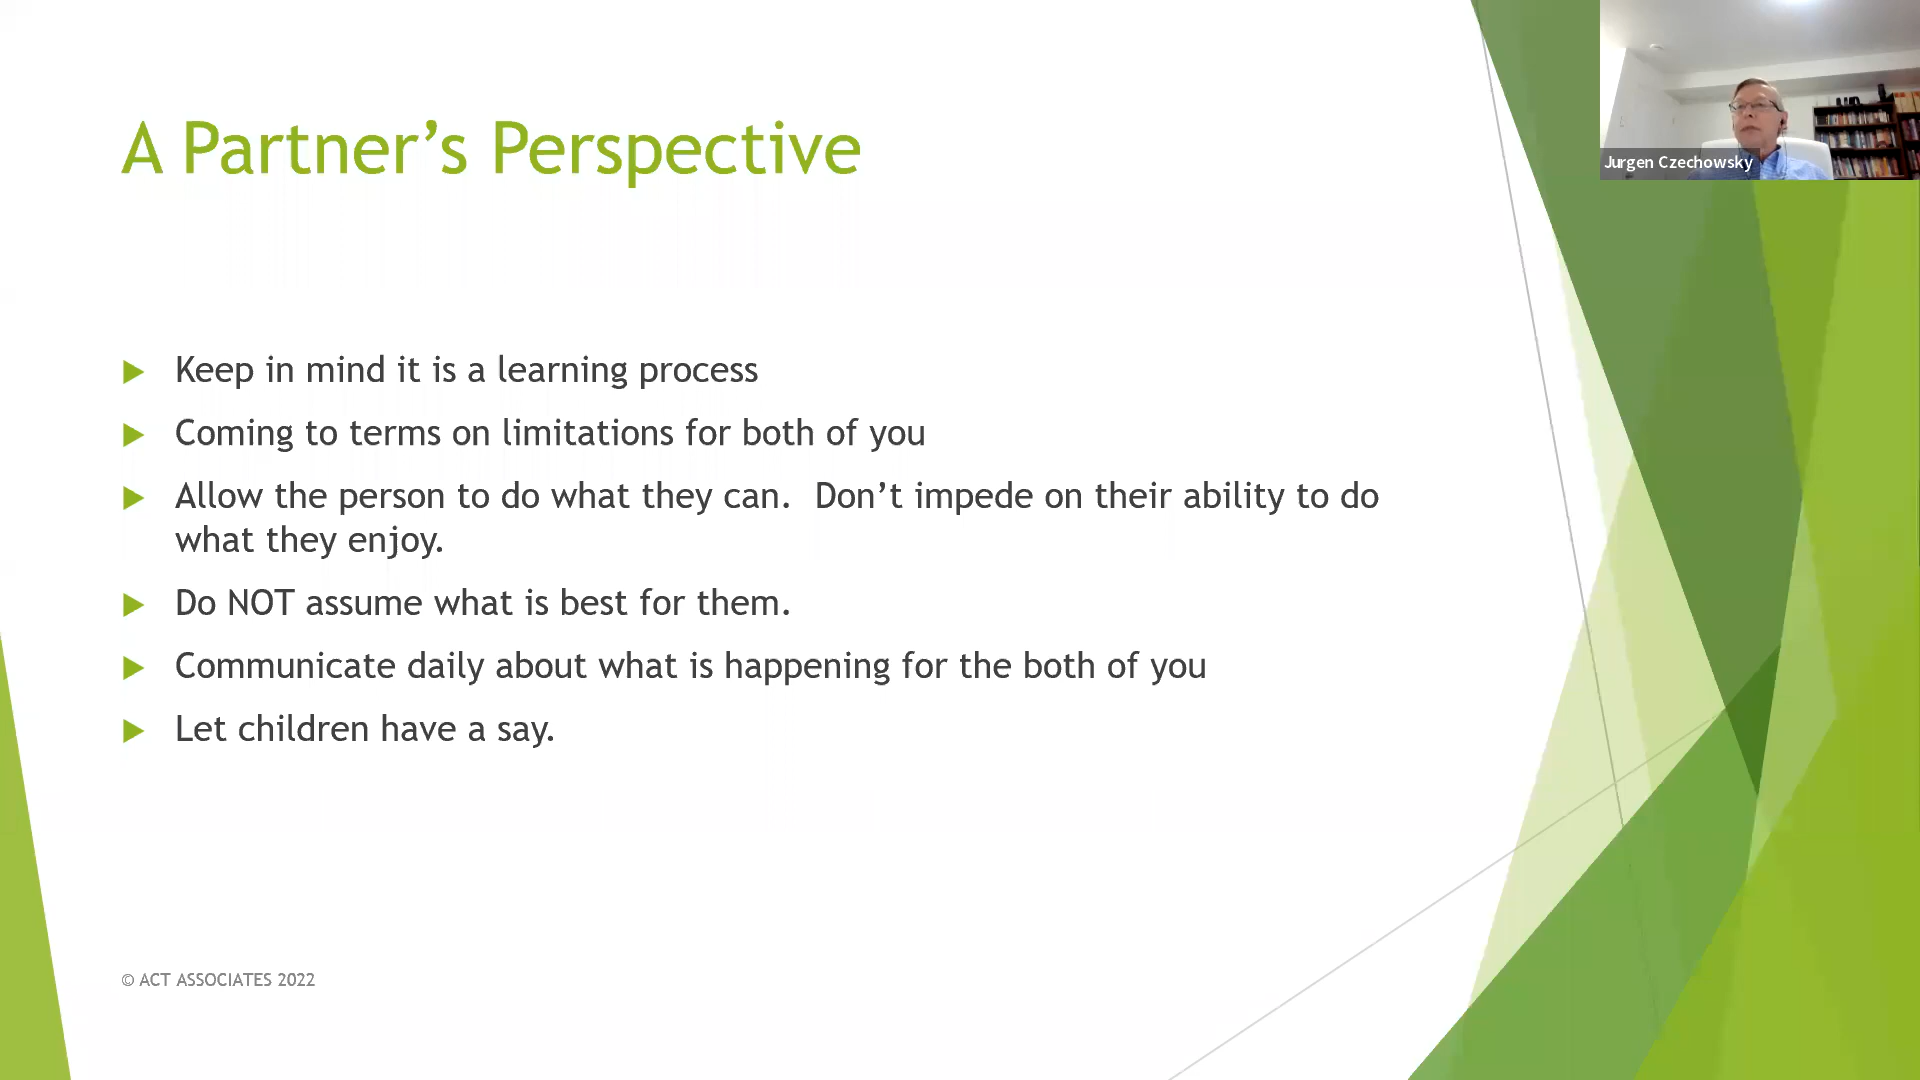 A Partner’s Perspective
Jurgen Czechowsky
Keep in mind it is a learning process
Coming to terms on limitations for both of you
Allow the person to do what they can.  Don’t impede on their ability to do
what they enjoy.
Do NOT assume what is best for them.
Communicate daily about what is happening for the both of you
Let children have a say.
© ACT ASSOCIATES 2022